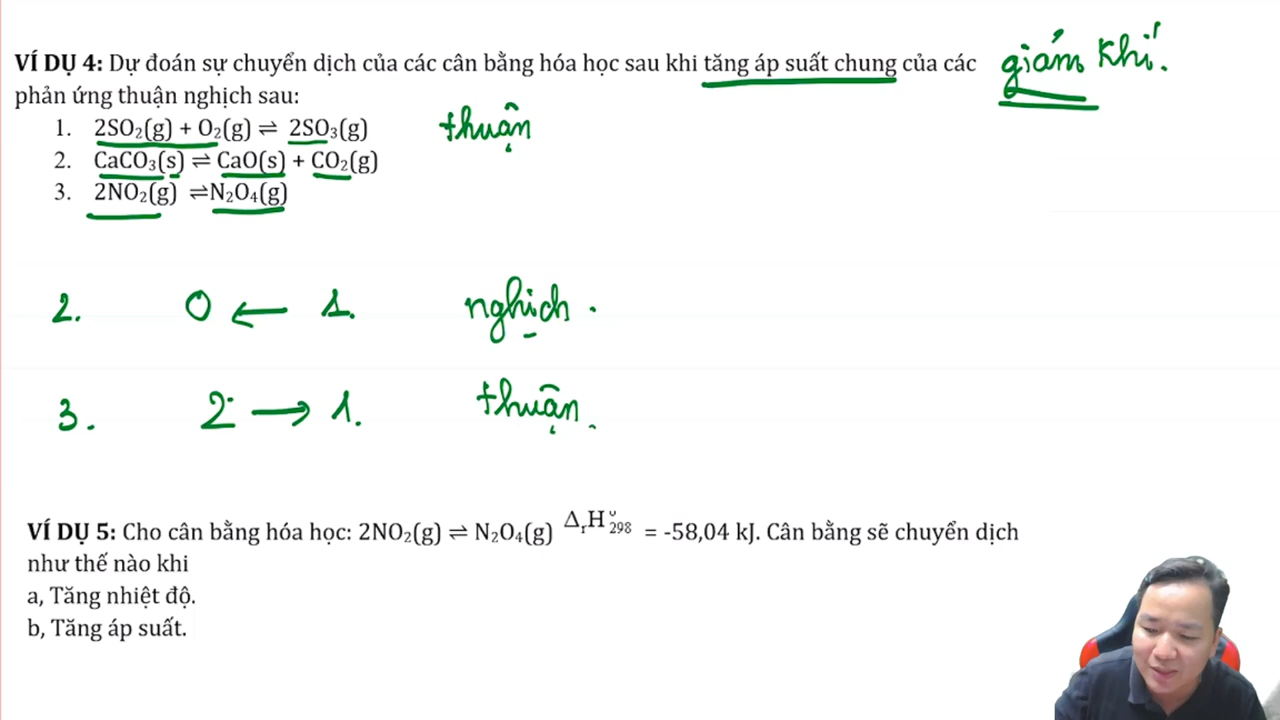 VÍ DỤ 4: Dự đoán sự chuyển dịch của các cân bằng hóa học sau khi tăng áp suất chung của các giảm khí.
phản ứng thuận nghịch sau:
1. 2SO₂(g) + O₂(g) ⇌ 2SO₃(g) thuận
2. CaCO₃(s) ⇌ CaO(s) + CO₂(g)
3. 2NO₂(g) ⇌N₂O₄(g)
2. 0 ← 1. nghịch.
3. 2 → 1. thuận.
VÍ DỤ 5: Cho cân bằng hóa học: 2NO₂(g) ⇌ N₂O₄(g) ΔᵣH⁰₂₉₈ = -58,04 kJ. Cân bằng sẽ chuyển dịch
như thế nào khi
a, Tăng nhiệt độ.
b, Tăng áp suất.